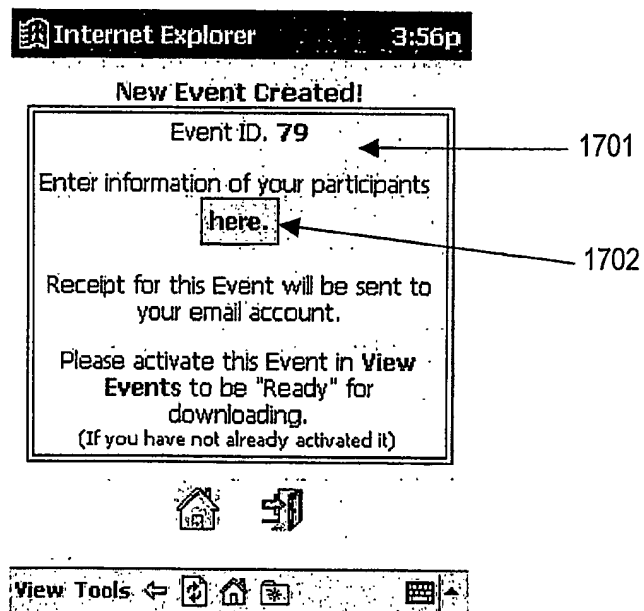 Internet Explorer 3:56p
New Event Created!
Event ID. 79
1701
Enter information of your participants
here.
1702
Receipt for this Event will be sent to
your email account.
Please activate this Event in View
Events to be "Ready" for
downloading.
(If you have not already activated it)
View Tools